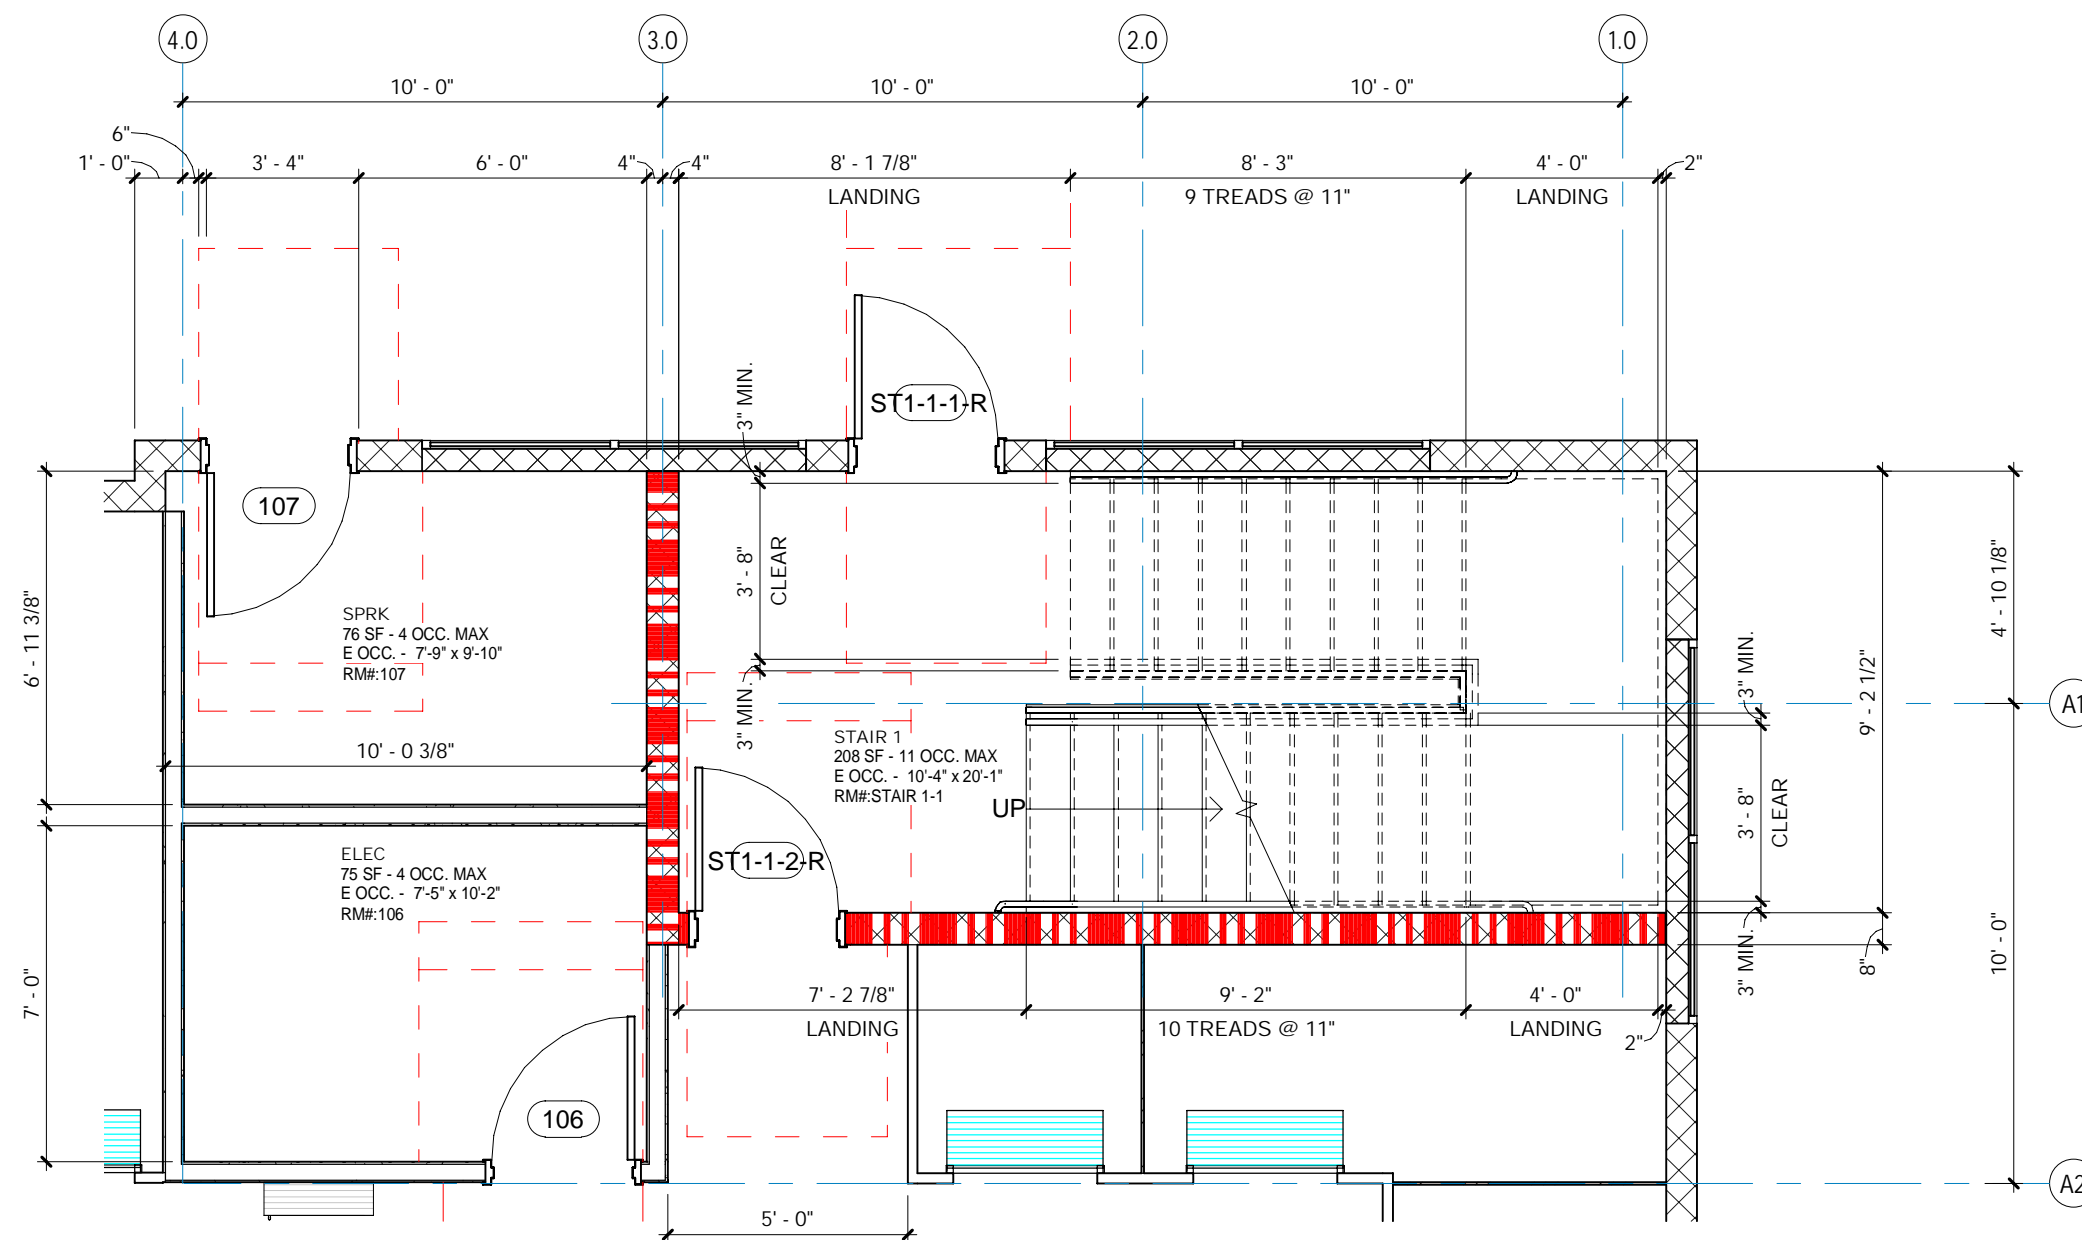 4.0
3.0
2.0
1.0
10' - 0"
10' - 0"
10' - 0"
6"
1' - 0"
3' - 4"
6' - 0"
4"
4"
8' - 1 7/8"
LANDING
8' - 3"
9 TREADS @ 11"
4' - 0"
LANDING
2"
3" MIN.
ST1-1-1-R
107
3' - 8"
CLEAR
4' - 10 1/8"
6' - 11 3/8"
SPRK
76 SF - 4 OCC. MAX
E OCC. - 7'-9" x 9'-10"
RM#:107
3" MIN.
3" MIN.
9' - 2 1/2"
A1
10' - 0 3/8"
STAIR 1
208 SF - 11 OCC. MAX
E OCC. - 10'-4" x 20'-1"
RM#:STAIR 1-1
UP
3' - 8"
CLEAR
ELEC
75 SF - 4 OCC. MAX
E OCC. - 7'-5" x 10'-2"
RM#:106
ST1-1-2-R
7' - 0"
3" MIN.
8"
10' - 0"
7' - 2 7/8"
LANDING
9' - 2"
10 TREADS @ 11"
4' - 0"
LANDING
2"
106
A2
5' - 0"